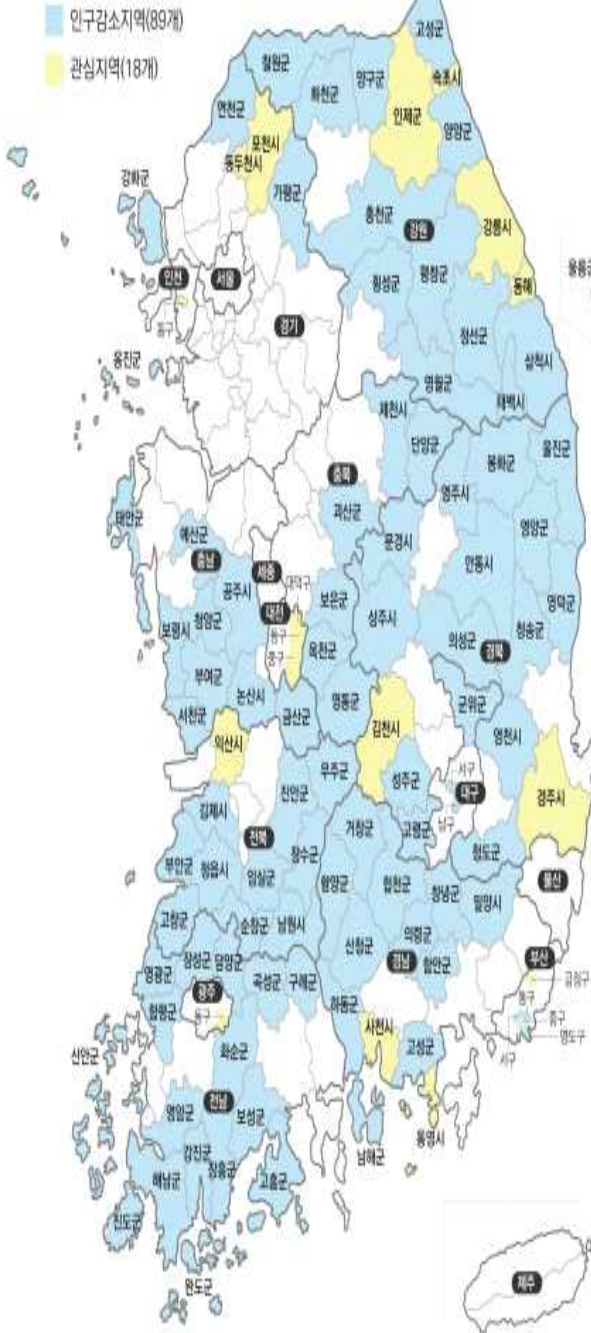 인구감소지역(89개)
관심지역(18개)
고성군
철원군
양구군
속초시
화천군
연천군
인제군
포천시
양양군
동두천시
강화군
가평군
홍천군
강원
강릉시
인천
서울
횡성군
평창군
동해
동구
경기
정선군
옹진군
삼척시
영월군
태백시
제천시
단양군
울진군
봉화군
충북
영주시
태안군
괴산군
예산군
문경시
영양군
충남
안동시
세종
공주시
대덕구
보은군
영덕군
대전
보령시
청양군
상주시
청송군
동구
의성군
경북
옥천군
중구
부여군
논산시
군위군
서천군
금산군
영동군
김천시
영천시
익산시
무주군
서구
성주군
진안군
대구
경주시
김제시
거창군
남구
고령군
전북
청도군
부안군
장수군
정읍시
임실군
함양군
합천군
창녕군
울산
밀양시
고창군
순창군
남원시
의령군
산청군
장성군
담양군
경남
함안군
부산
영광군
곡성군
구례군
금정구
광주
동구
동구
함평군
하동군
사천시
중구
고성군
영도구
신안군
화순군
서구
전남
영암군
보성군
통영시
강진군
남해군
해남군
장흥군
고흥군
진도군
완도군
제주